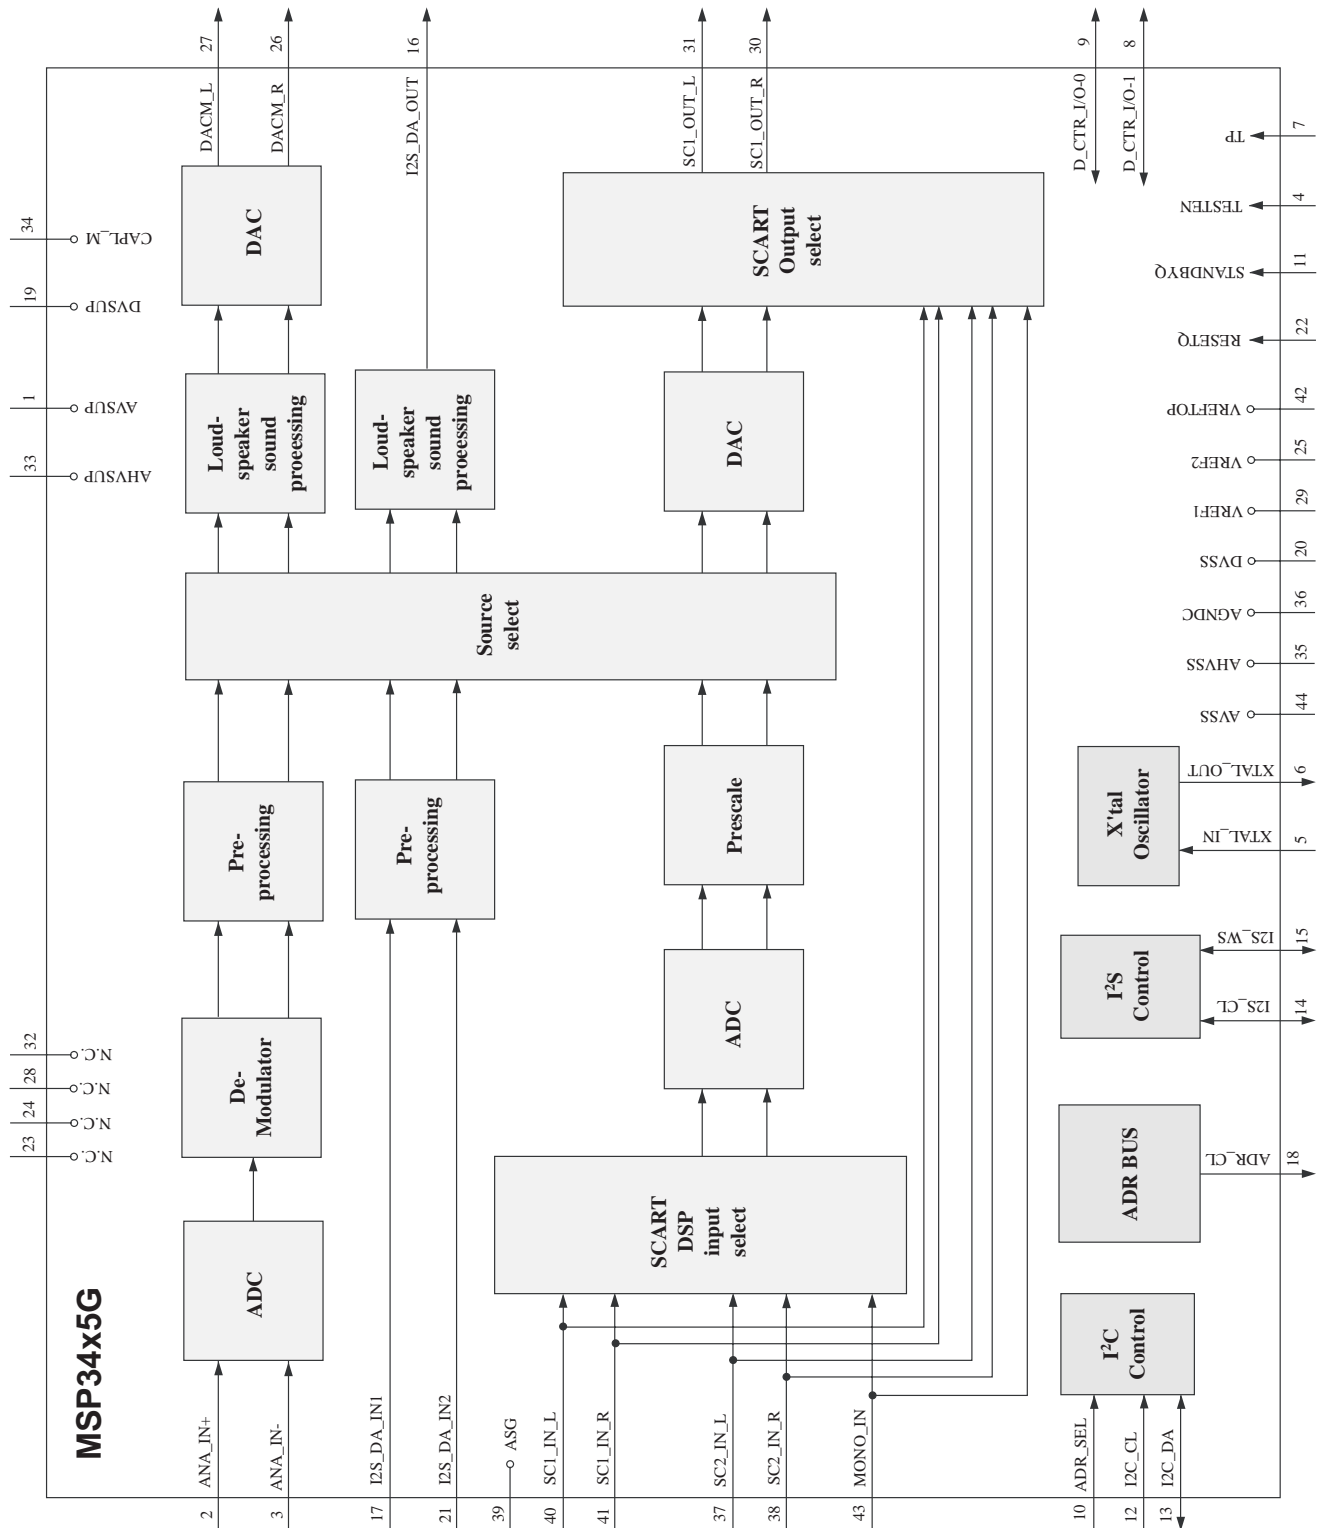 MSP34x5G
2
ANA_IN+
3
ANA_IN-
17
I2S_DA_IN1
21
I2S_DA_IN2
39
ASG
40
SC1_IN_L
41
SC1_IN_R
37
SC2_IN_L
38
SC2_IN_R
43
MONO_IN
10
ADR_SEL
12
I2C_CL
13
I2C_DA
ADC
De-
Modulator
Pre-
processing
Loud-
speaker
sound
proeessing
DAC
Pre-
processing
Loud-
speaker
sound
proeessing
Source
select
SCART
DSP
input
select
ADC
Prescale
DAC
SCART
Output
select
I²C
Control
ADR BUS
I²S
Control
X'tal
Oscillator
DACM_L
27
DACM_R
26
I2S_DA_OUT
16
SC1_OUT_L
31
SC1_OUT_R
30
D_CTR_I/O-0
9
D_CTR_I/O-1
8
23
N.C.
24
N.C.
28
N.C.
32
N.C.
33
AHVSUP
1
AVSUP
19
DVSUP
34
CAPL_M
ADR_CL
18
I2S_CL
14
I2S_WS
15
XTAL_IN
5
XTAL_OUT
6
AVSS
44
AHVSS
35
AGNDC
36
DVSS
20
VREF1
29
VREF2
25
VREFTOP
42
RESETQ
22
STANDBYQ
11
TESTEN
4
TP
7